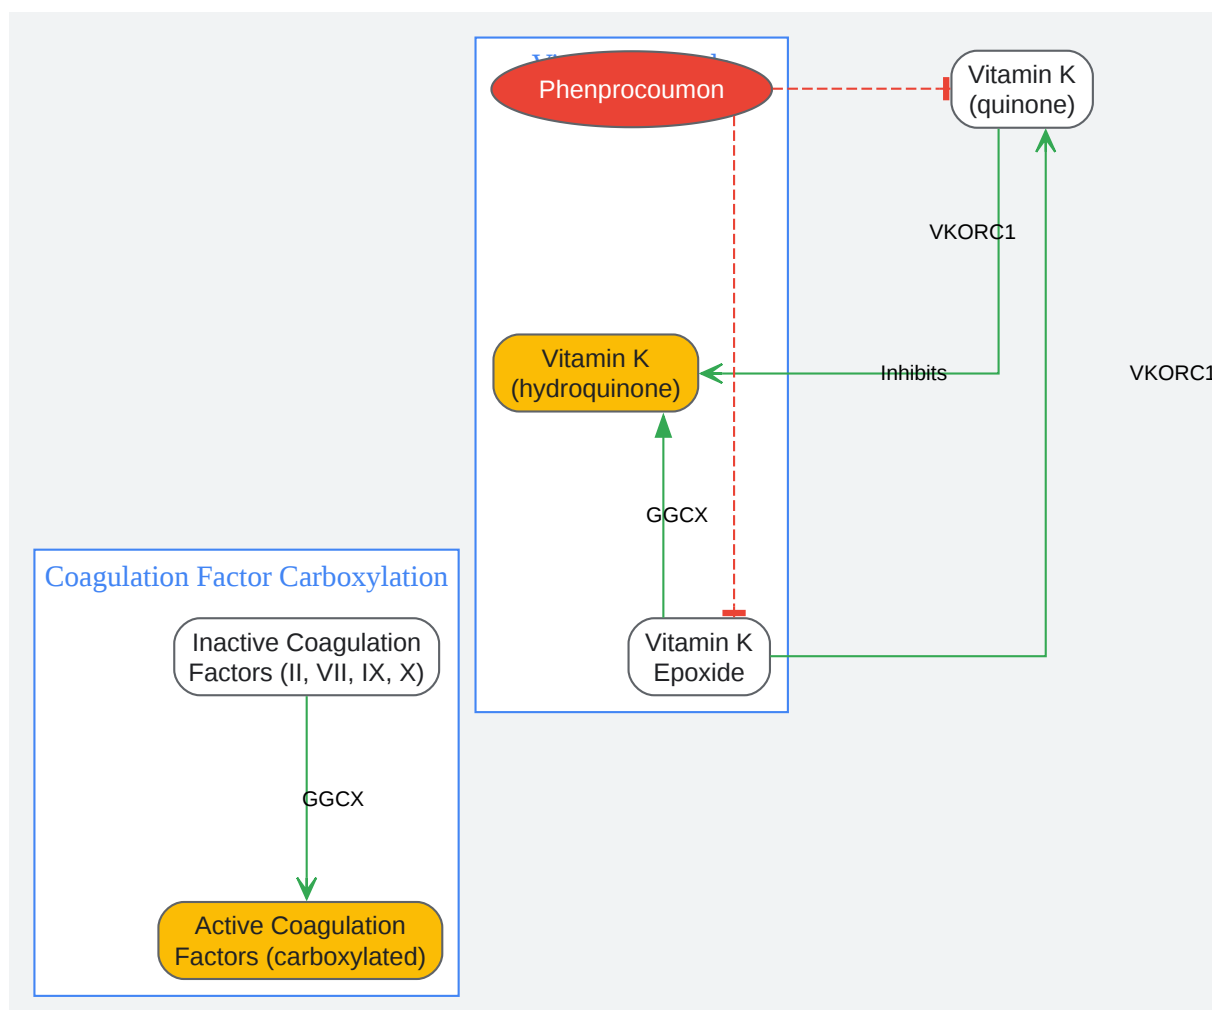 Phenprocoumon
Vitamin K
(quinone)
VKORC1
Vitamin K
(hydroquinone)
Inhibits
VKORC1
GGCX
Coagulation Factor Carboxylation
Inactive Coagulation
Factors (II, VII, IX, X)
Vitamin K
Epoxide
GGCX
Active Coagulation
Factors (carboxylated)